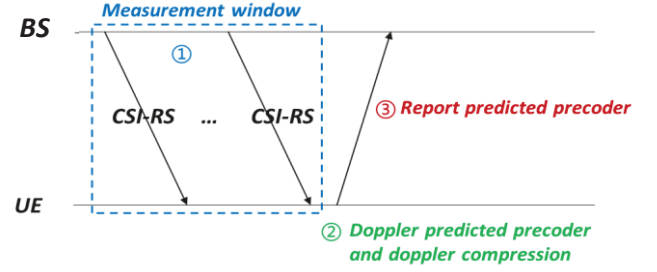 Measurement window
BS
①
CSI-RS ... CSI-RS
③ Report predicted precoder
UE
② Doppler predicted precoder
and doppler compression